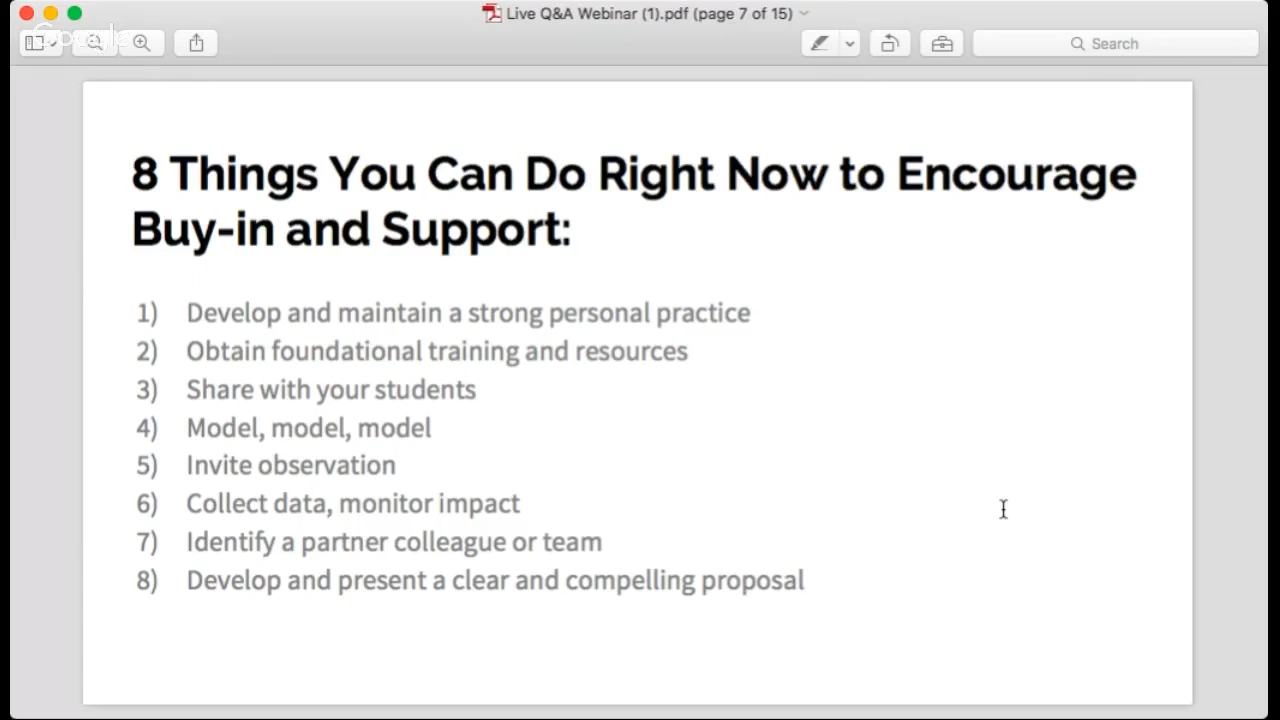 Live Q&A Webinar (1).pdf (page 7 of 15)
Google
Search
8 Things You Can Do Right Now to Encourage
Buy-in and Support:
1) Develop and maintain a strong personal practice
2) Obtain foundational training and resources
3) Share with your students
4) Model, model, model
5) Invite observation
6) Collect data, monitor impact
7) Identify a partner colleague or team
8) Develop and present a clear and compelling proposal